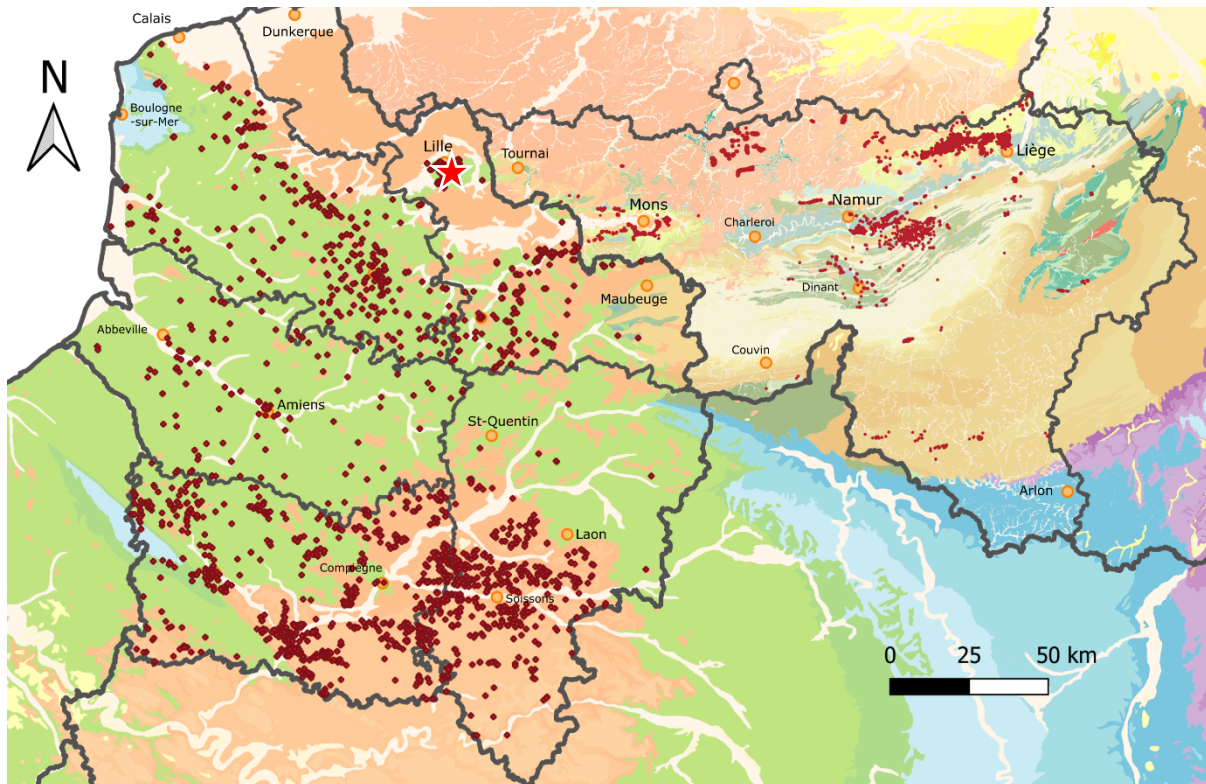 Calais
Dunkerque
N
Boulogne
-sur-Mer
Lille
Tournai
Liège
Mons
Namur
Charleroi
Dinant
Maubeuge
Abbeville
Couvin
Amiens
St-Quentin
Arlon
Laon
Compiegne
Soissons
0 25 50 km